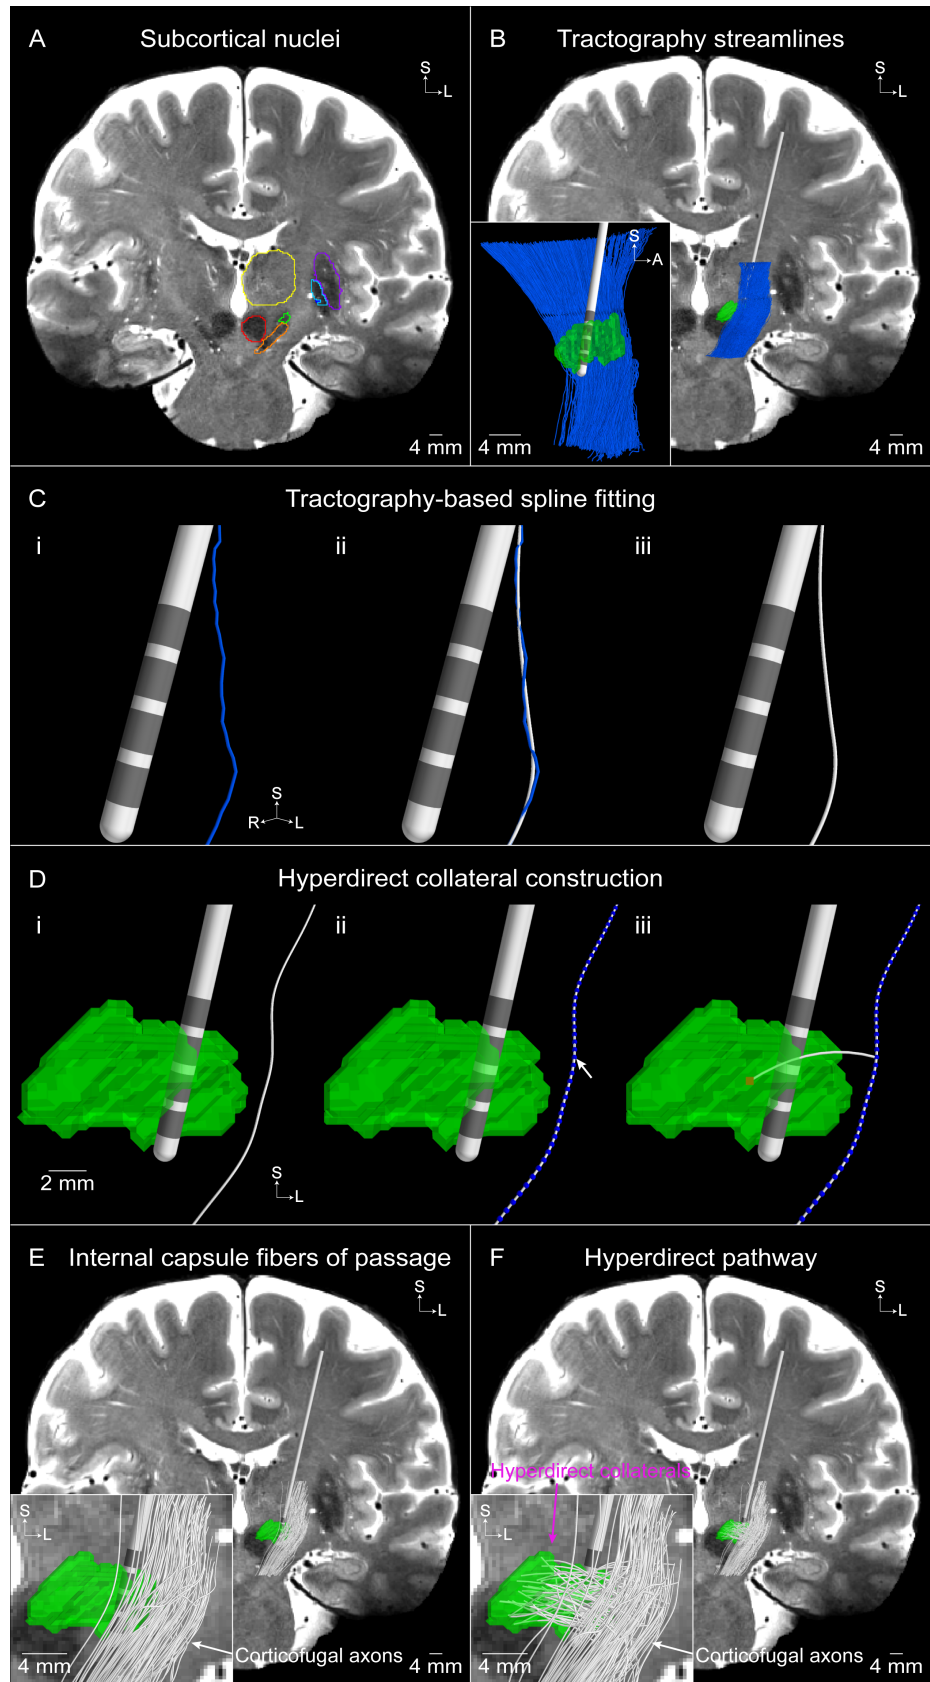 A Subcortical nuclei
S
L
4 mm
B Tractography streamlines
S
L
S
A
4 mm
4 mm
C Tractography-based spline fitting
i ii iii
S
R L
D Hyperdirect collateral construction
i ii iii
2 mm
S
L
E Internal capsule fibers of passage
S
L
S
L
4 mm
Corticofugal axons
4 mm
F Hyperdirect pathway
S
L
Hyperdirect collaterals
S
L
4 mm
Corticofugal axons
4 mm